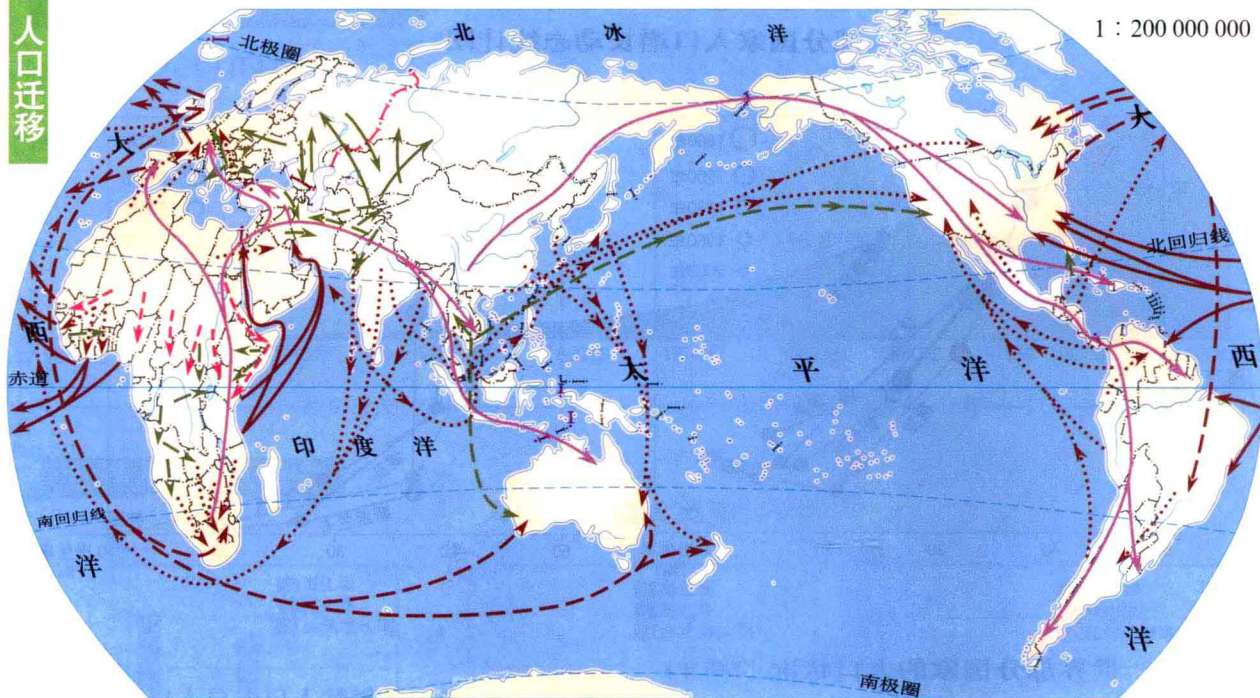 人口迁移
1：200 000 000
北 冰 洋
北极圈
大
大
北回归线
西
太 平 洋
西
赤道
印 度 洋
南回归线
洋
洋
南极圈